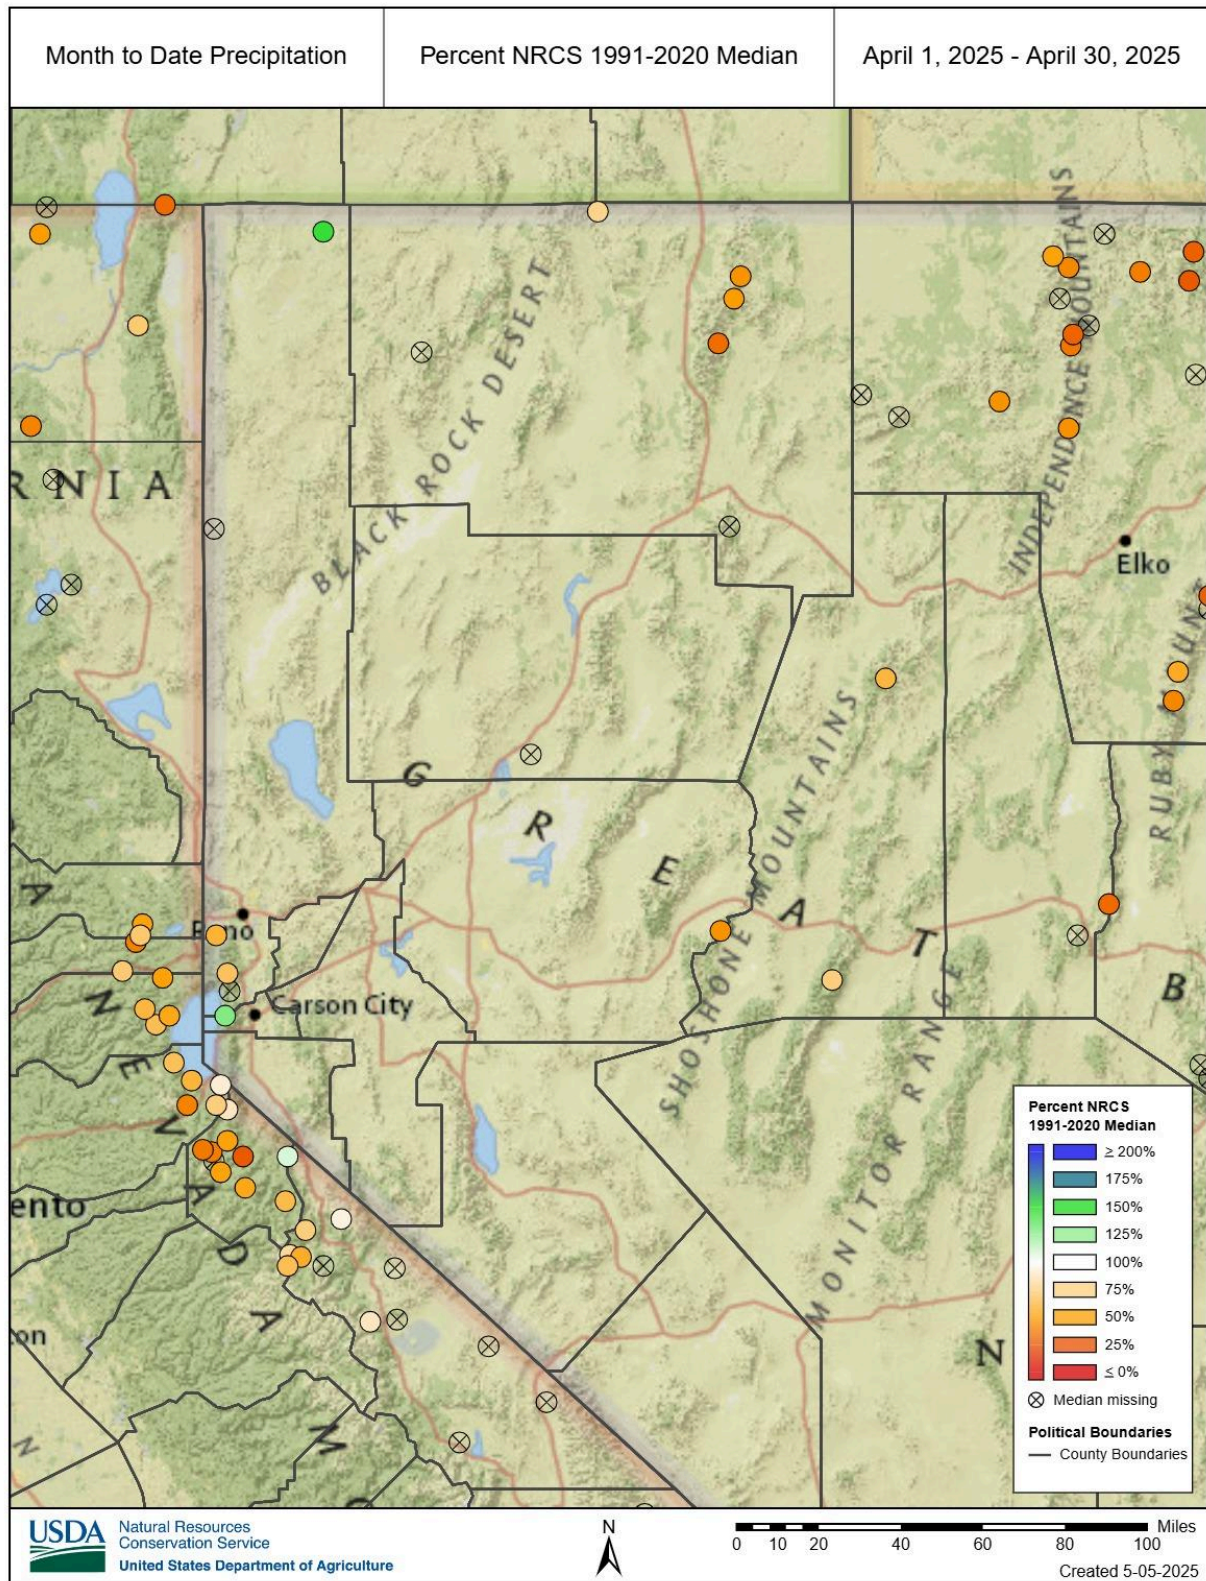 Month to Date Precipitation
Percent NRCS 1991-2020 Median
April 1, 2025 - April 30, 2025
INDEPENDENCE MOUNTAINS
BLACK ROCK DESERT
RNIA
Elko
RUBY MOUNT
SHOSHONE MOUNTAINS
GREAT B
Reno
Carson City
NEVADA
MONITOR RANGE
ento
on
N
M
N
Percent NRCS
1991-2020 Median
≥ 200%
175%
150%
125%
100%
75%
50%
25%
≤ 0%
Median missing
Political Boundaries
County Boundaries
USDA
Natural Resources
Conservation Service
United States Department of Agriculture
N
0 10 20 40 60 80 100
Miles
Created 5-05-2025